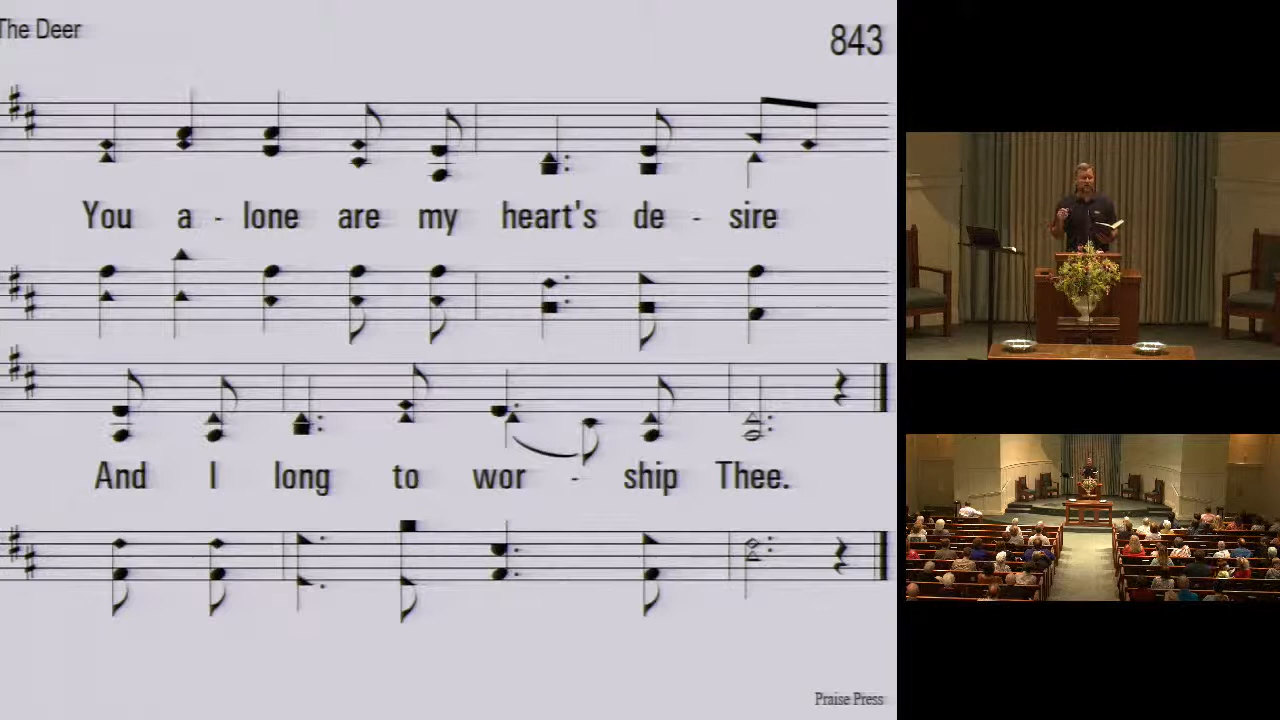 The Deer
843
You a - lone are my heart's de - sire
And I long to wor - ship Thee.
Praise Press